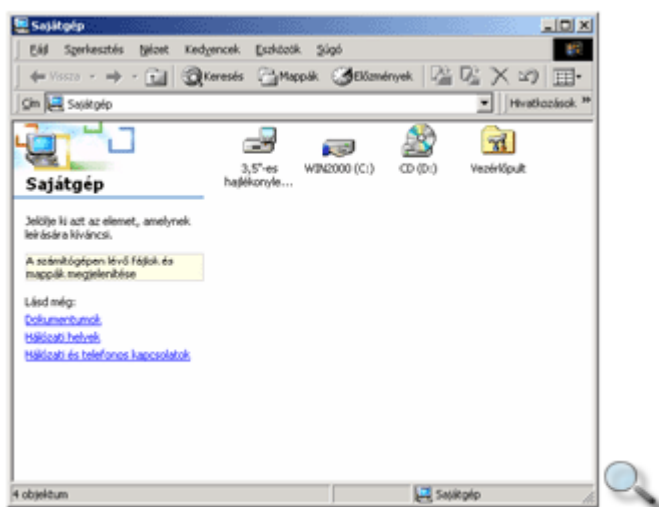 Sajátgép
Fájl Szerkesztés Nézet Kedvencek Eszközök Súgó
Vissza Keresés Mappák Előzmények
Cím Sajátgép Hivatkozások »
3,5"-es hajlékonyle... WIN2000 (C:) CD (D:) Vezérlőpult
Sajátgép
Jelölje ki azt az elemet, amelynek
leírására kíváncsi.
A számítógépen lévő fájlok és
mappák megjelenítése
Lásd még:
Dokumentumok
Hálózati helyek
Hálózati és telefonos kapcsolatok
4 objektum Sajátgép